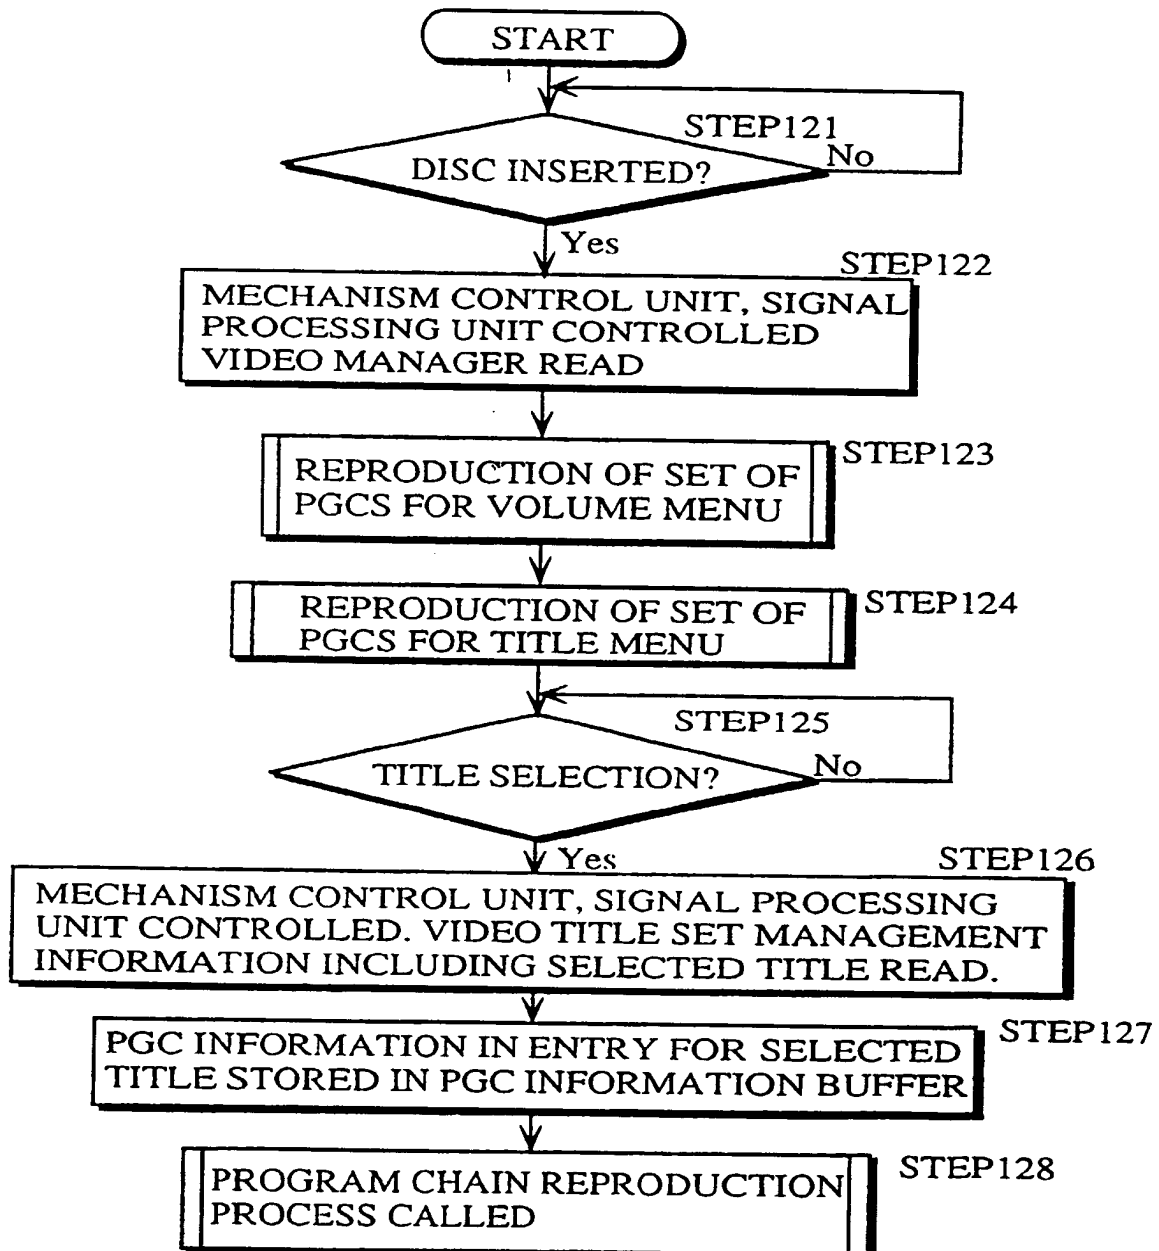 START
STEP121
DISC INSERTED?
No
Yes
STEP122
MECHANISM CONTROL UNIT, SIGNAL
PROCESSING UNIT CONTROLLED
VIDEO MANAGER READ
STEP123
REPRODUCTION OF SET OF
PGCS FOR VOLUME MENU
STEP124
REPRODUCTION OF SET OF
PGCS FOR TITLE MENU
STEP125
TITLE SELECTION?
No
Yes
STEP126
MECHANISM CONTROL UNIT, SIGNAL PROCESSING
UNIT CONTROLLED. VIDEO TITLE SET MANAGEMENT
INFORMATION INCLUDING SELECTED TITLE READ.
STEP127
PGC INFORMATION IN ENTRY FOR SELECTED
TITLE STORED IN PGC INFORMATION BUFFER
STEP128
PROGRAM CHAIN REPRODUCTION
PROCESS CALLED